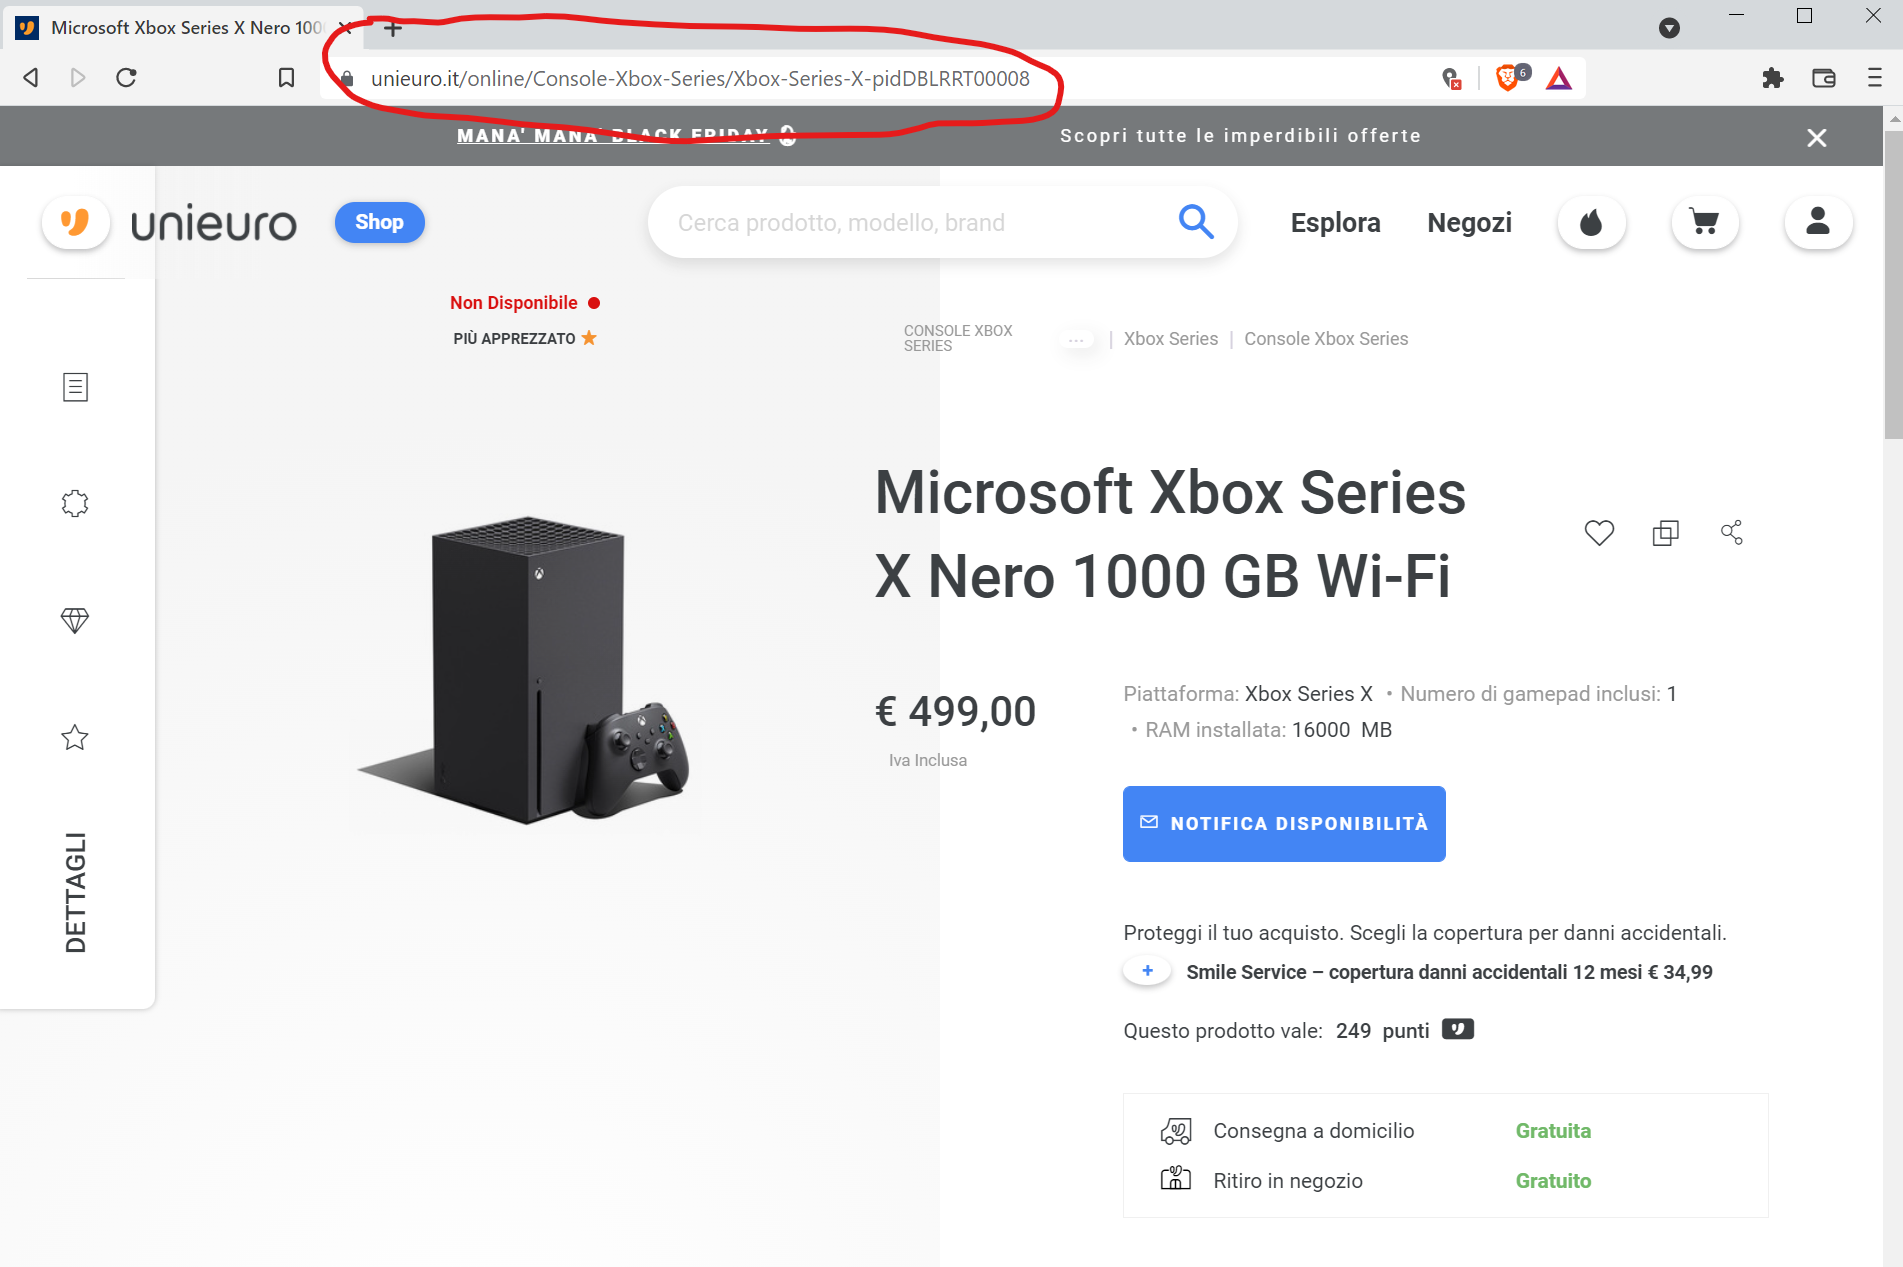 Microsoft Xbox Series X Nero 100
unieuro.it/online/Console-Xbox-Series/Xbox-Series-X-pidDBLRRT00008
6
MANA' MANA' BLACK FRIDAY
Scopri tutte le imperdibili offerte
unieuro
Shop
Cerca prodotto, modello, brand
Esplora
Negozi
Non Disponibile
PIÙ APPREZZATO
CONSOLE XBOX
SERIES
... | Xbox Series | Console Xbox Series
Microsoft Xbox Series
X Nero 1000 GB Wi-Fi
€ 499,00
Iva Inclusa
Piattaforma: Xbox Series X • Numero di gamepad inclusi: 1
• RAM installata: 16000 MB
NOTIFICA DISPONIBILITÀ
DETTAGLI
Proteggi il tuo acquisto. Scegli la copertura per danni accidentali.
+ Smile Service – copertura danni accidentali 12 mesi € 34,99
Questo prodotto vale: 249 punti
Consegna a domicilio Gratuita
Ritiro in negozio Gratuito